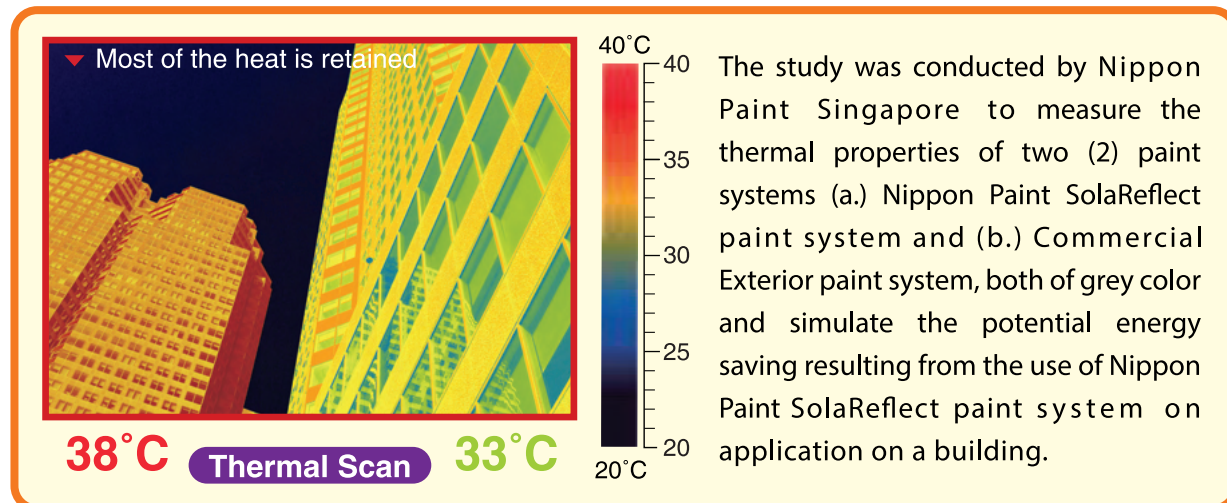 Most of the heat is retained
38°C
Thermal Scan
33°C
40°C
40
35
30
25
20
20°C
The study was conducted by Nippon
Paint Singapore to measure the
thermal properties of two (2) paint
systems (a.) Nippon Paint SolaReflect
paint system and (b.) Commercial
Exterior paint system, both of grey color
and simulate the potential energy
saving resulting from the use of Nippon
Paint SolaReflect paint system on
application on a building.